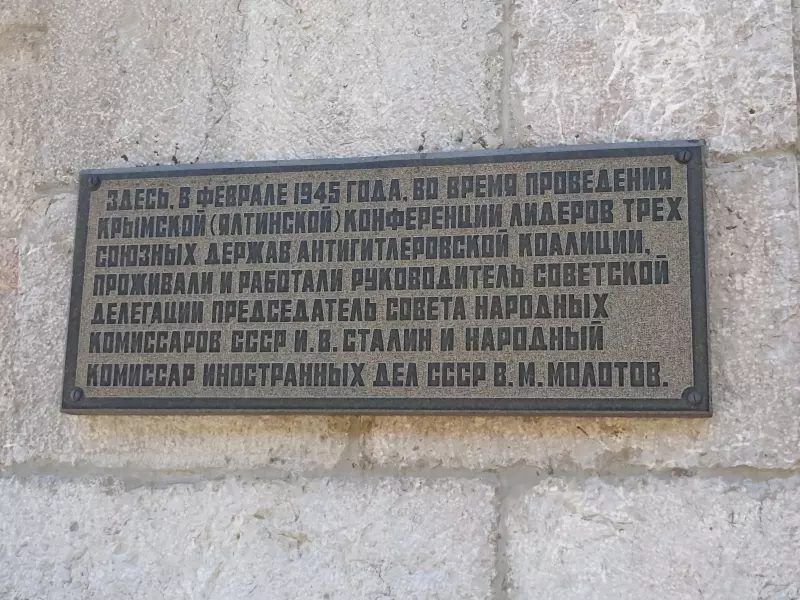 ЗДЕСЬ, В ФЕВРАЛЕ 1945 ГОДА, ВО ВРЕМЯ ПРОВЕДЕНИЯ
КРЫМСКОЙ (ЯЛТИНСКОЙ) КОНФЕРЕНЦИИ ЛИДЕРОВ ТРЕХ
СОЮЗНЫХ ДЕРЖАВ АНТИГИТЛЕРОВСКОЙ КОАЛИЦИИ,
ПРОЖИВАЛИ И РАБОТАЛИ РУКОВОДИТЕЛЬ СОВЕТСКОЙ
ДЕЛЕГАЦИИ ПРЕДСЕДАТЕЛЬ СОВЕТА НАРОДНЫХ
КОМИССАРОВ СССР И. В. СТАЛИН И НАРОДНЫЙ
КОМИССАР ИНОСТРАННЫХ ДЕЛ СССР В. М. МОЛОТОВ.